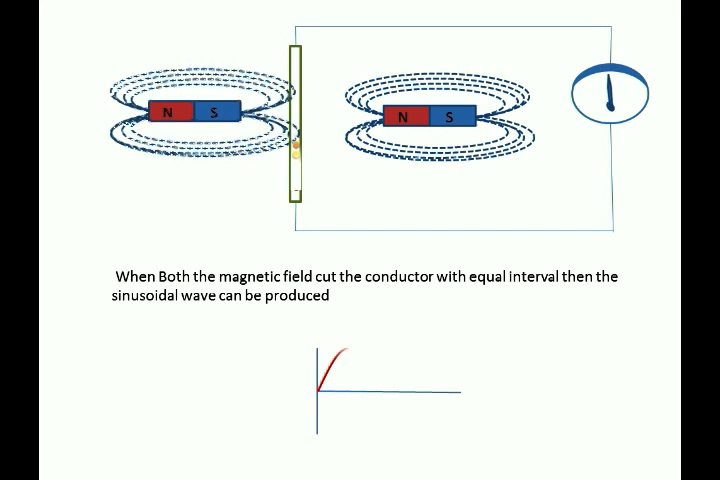 N S
N S
When Both the magnetic field cut the conductor with equal interval then the
sinusoidal wave can be produced